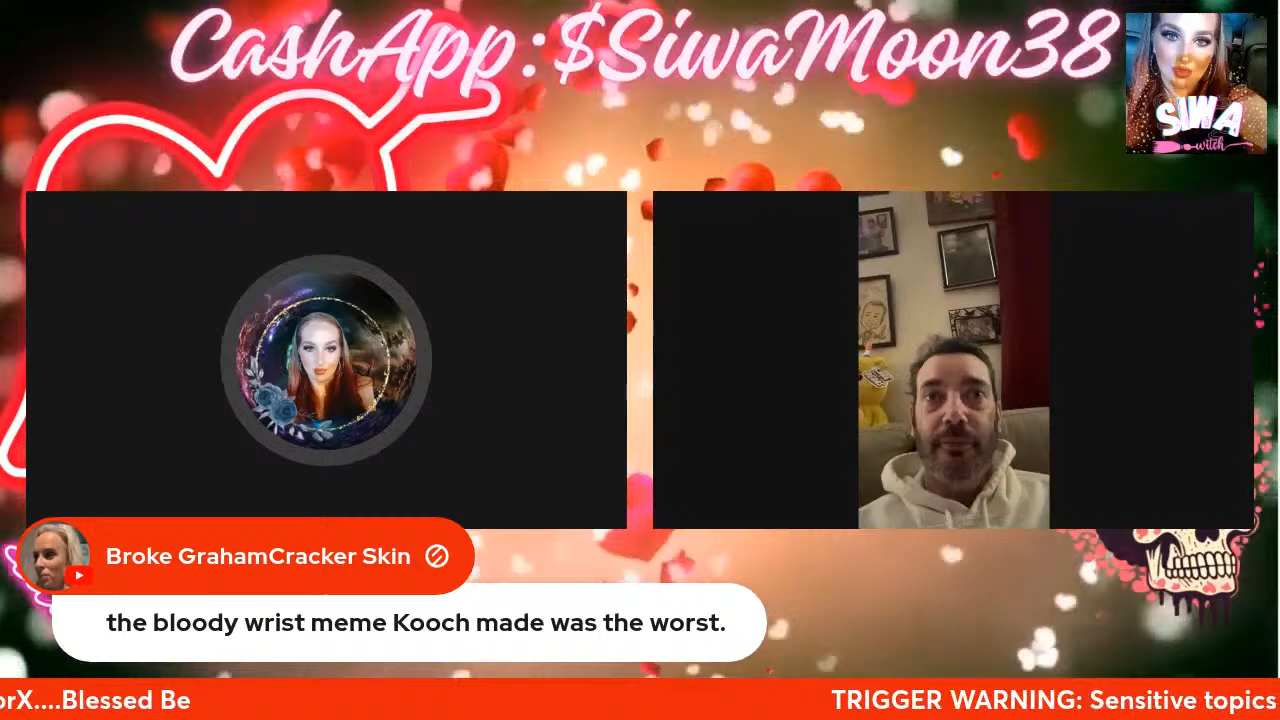 CashApp:$SiwaMoon38
SIWA
witch
Broke GrahamCracker Skin
the bloody wrist meme Kooch made was the worst.
orX....Blessed Be
TRIGGER WARNING: Sensitive topics